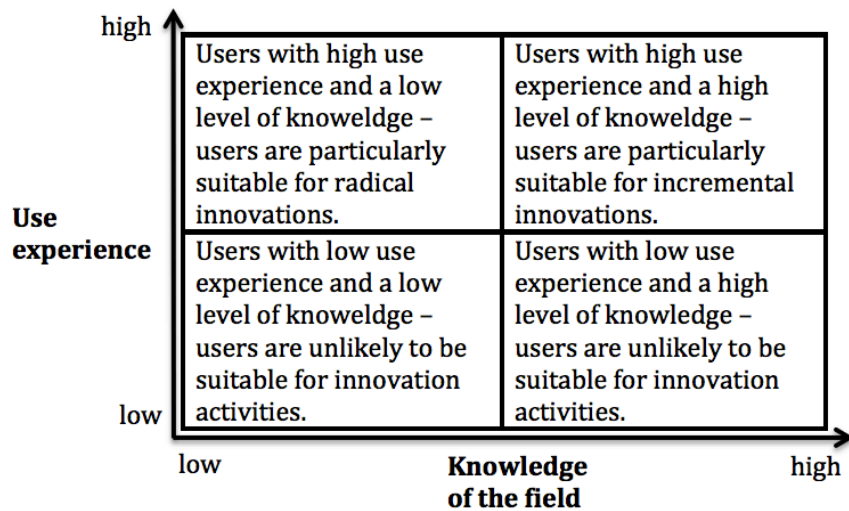 high
Users with high use
experience and a low
level of knoweldge –
users are particularly
suitable for radical
innovations.
Users with high use
experience and a high
level of knoweldge –
users are particularly
suitable for incremental
innovations.
Use
experience
Users with low use
experience and a low
level of knoweldge –
users are unlikely to be
suitable for innovation
activities.
Users with low use
experience and a high
level of knowledge –
users are unlikely to be
suitable for innovation
activities.
low
low
Knowledge
of the field
high